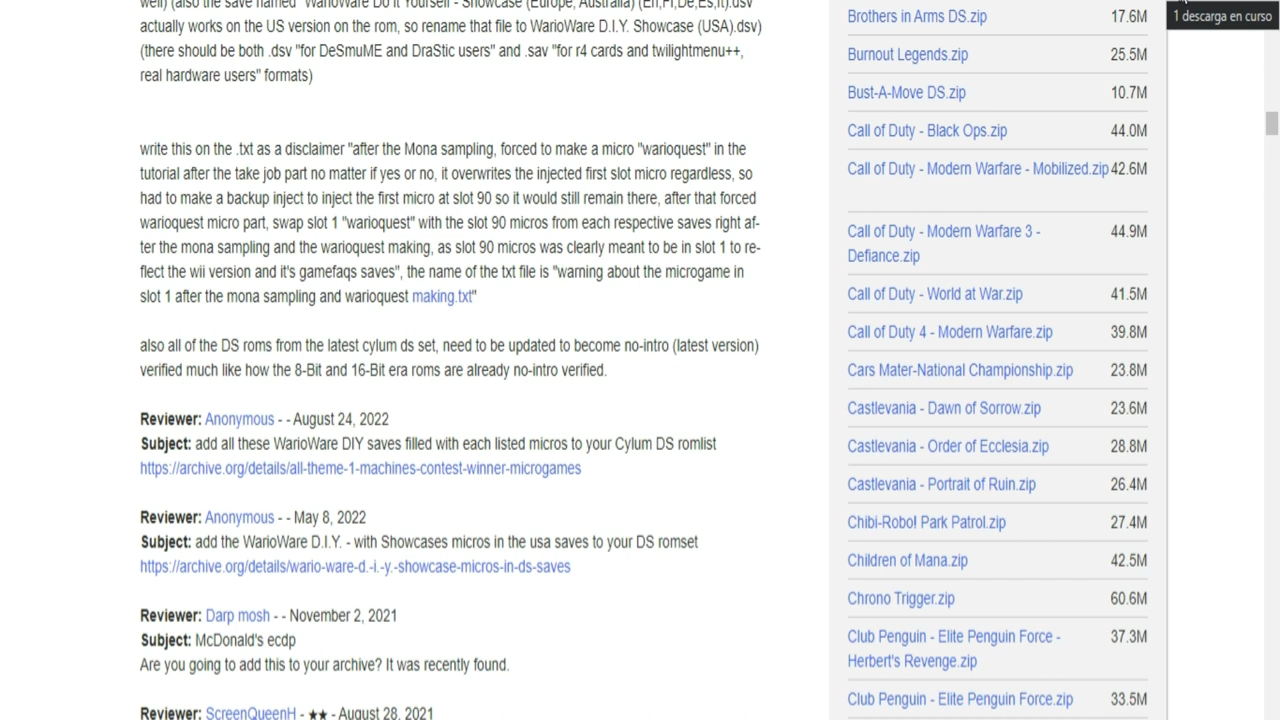 well) (also the save named "WarioWare Do It Yourself - Showcase (Europe, Australia) (En,Fr,De,Es,It).dsv
actually works on the US version on the rom, so rename that file to WarioWare D.I.Y. Showcase (USA).dsv)
(there should be both .dsv "for DeSmuME and DraStic users" and .sav "for r4 cards and twilightmenu++,
real hardware users" formats)
write this on the .txt as a disclaimer "after the Mona sampling, forced to make a micro "warioquest" in the
tutorial after the take job part no matter if yes or no, it overwrites the injected first slot micro regardless, so
had to make a backup inject to inject the first micro at slot 90 so it would still remain there, after that forced
warioquest micro part, swap slot 1 "warioquest" with the slot 90 micros from each respective saves right af-
ter the mona sampling and the warioquest making, as slot 90 micros was clearly meant to be in slot 1 to re-
flect the wii version and it's gamefaqs saves", the name of the txt file is "warning about the microgame in
slot 1 after the mona sampling and warioquest making.txt"
also all of the DS roms from the latest cylum ds set, need to be updated to become no-intro (latest version)
verified much like how the 8-Bit and 16-Bit era roms are already no-intro verified.
Reviewer: Anonymous - - August 24, 2022
Subject: add all these WarioWare DIY saves filled with each listed micros to your Cylum DS romlist
https://archive.org/details/all-theme-1-machines-contest-winner-microgames
Reviewer: Anonymous - - May 8, 2022
Subject: add the WarioWare D.I.Y. - with Showcases micros in the usa saves to your DS romset
https://archive.org/details/wario-ware-d.-i.-y.-showcase-micros-in-ds-saves
Reviewer: Darp mosh - - November 2, 2021
Subject: McDonald's ecdp
Are you going to add this to your archive? It was recently found.
Reviewer: ScreenQueenH - ★★ - August 28, 2021
Brothers in Arms DS.zip 17.6M
Burnout Legends.zip 25.5M
Bust-A-Move DS.zip 10.7M
Call of Duty - Black Ops.zip 44.0M
Call of Duty - Modern Warfare - Mobilized.zip 42.6M
Call of Duty - Modern Warfare 3 - 44.9M
Defiance.zip
Call of Duty - World at War.zip 41.5M
Call of Duty 4 - Modern Warfare.zip 39.8M
Cars Mater-National Championship.zip 23.8M
Castlevania - Dawn of Sorrow.zip 23.6M
Castlevania - Order of Ecclesia.zip 28.8M
Castlevania - Portrait of Ruin.zip 26.4M
Chibi-Robo! Park Patrol.zip 27.4M
Children of Mana.zip 42.5M
Chrono Trigger.zip 60.6M
Club Penguin - Elite Penguin Force - 37.3M
Herbert's Revenge.zip
Club Penguin - Elite Penguin Force.zip 33.5M
1 descarga en curso